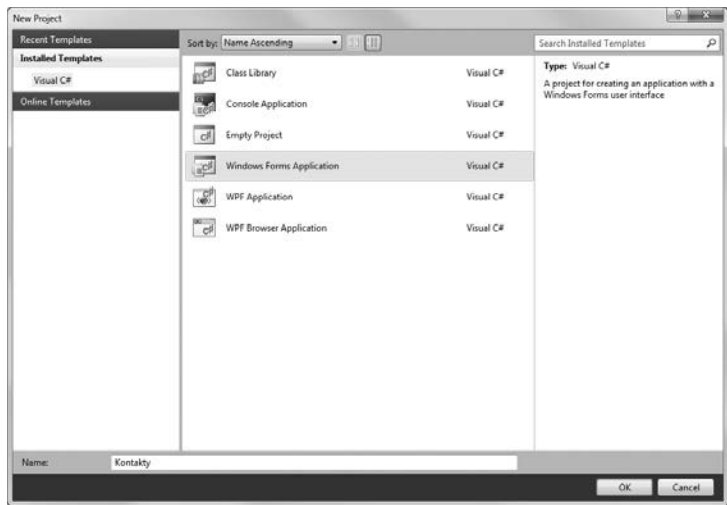 New Project
Recent Templates
Installed Templates
Visual C#
Online Templates
Sort by: Name Ascending
Class Library Visual C#
Console Application Visual C#
Empty Project Visual C#
Windows Forms Application Visual C#
WPF Application Visual C#
WPF Browser Application Visual C#
Search Installed Templates
Type: Visual C#
A project for creating an application with a
Windows Forms user interface
Name: Kontakty
OK Cancel